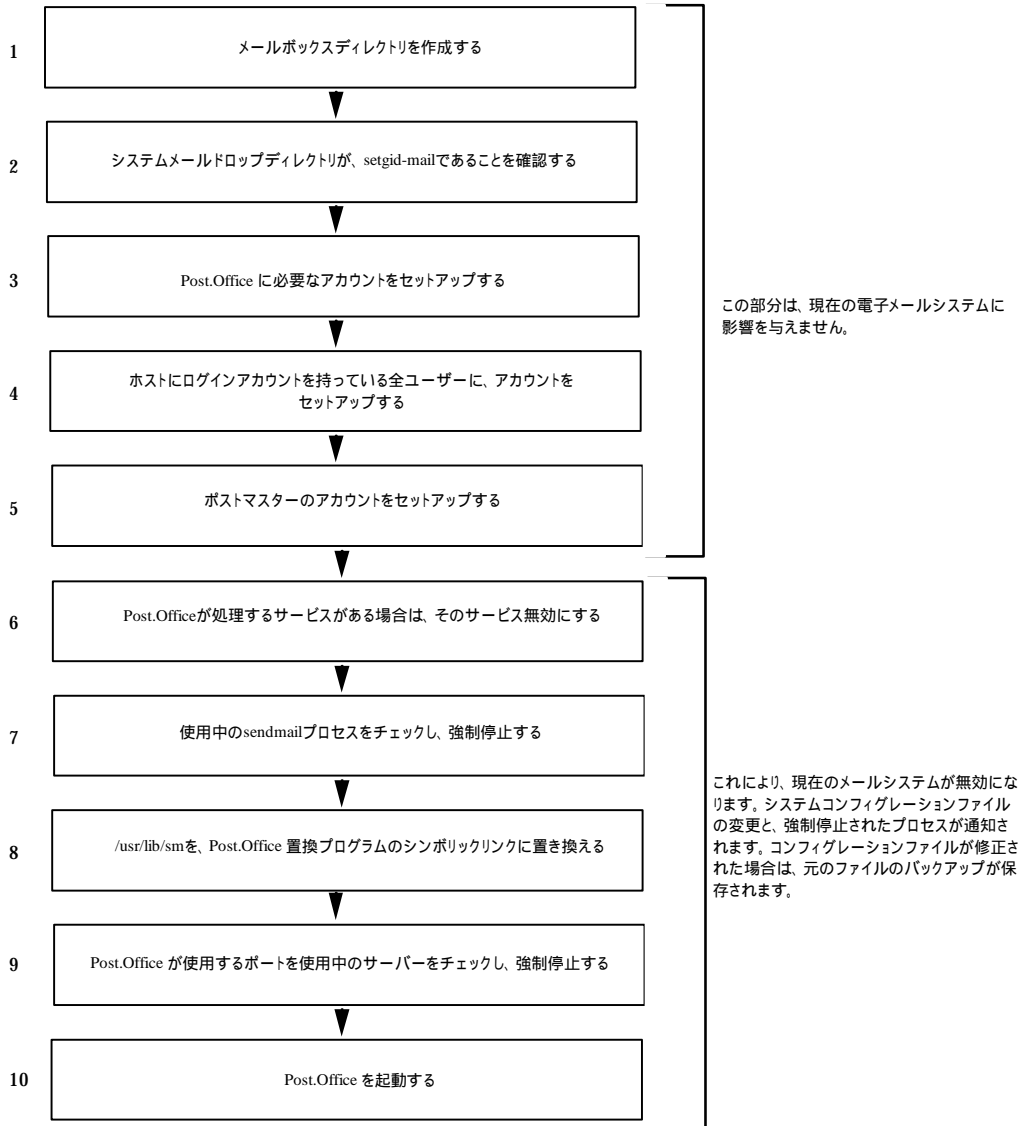 1
メールボックスディレクトリを作成する
2
システムメールドロップディレクトリが、setgid-mailであることを確認する
3
Post.Office に必要なアカウントをセットアップする
4
ホストにログインアカウントを持っている全ユーザーに、アカウントを
セットアップする
5
ポストマスターのアカウントをセットアップする
この部分は、現在の電子メールシステムに
影響を与えません。
6
Post.Officeが処理するサービスがある場合は、そのサービス無効にする
7
使用中のsendmailプロセスをチェックし、強制停止する
8
/usr/lib/smを、Post.Office 置換プログラムのシンボリックリンクに置き換える
9
Post.Office が使用するポートを使用中のサーバーをチェックし、強制停止する
10
Post.Office を起動する
これにより、現在のメールシステムが無効にな
ります。システムコンフィグレーションファイル
の変更と、強制停止されたプロセスが通知さ
れます。コンフィグレーションファイルが修正さ
れた場合は、元のファイルのバックアップが保
存されます。